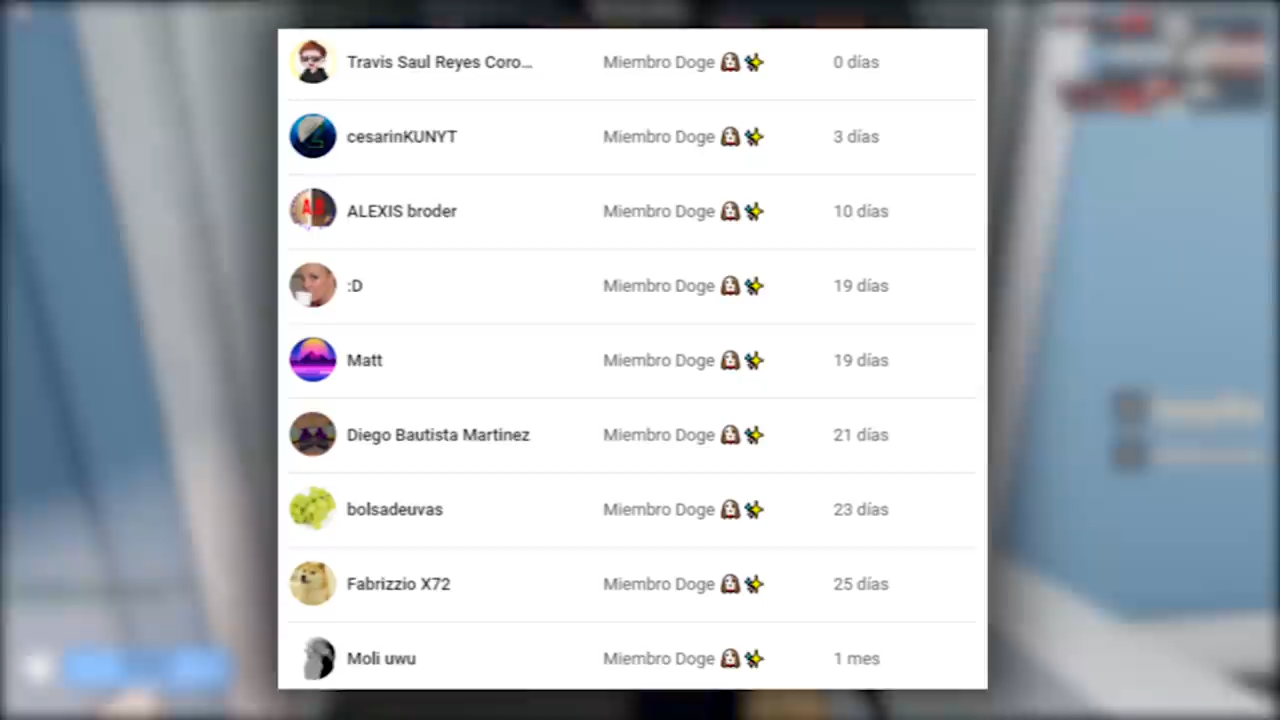 Travis Saul Reyes Coro… Miembro Doge 0 días
cesarinKUNYT Miembro Doge 3 días
ALEXIS broder Miembro Doge 10 días
:D Miembro Doge 19 días
Matt Miembro Doge 19 días
Diego Bautista Martinez Miembro Doge 21 días
bolsadeuvas Miembro Doge 23 días
Fabrizzio X72 Miembro Doge 25 días
Moli uwu Miembro Doge 1 mes